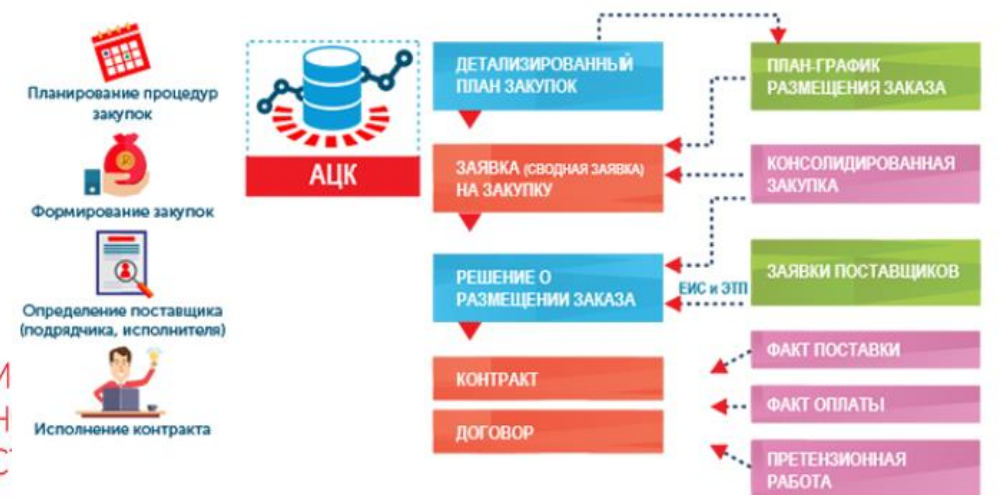 Планирование процедур
закупок
Формирование закупок
Определение поставщика
(подрядчика, исполнителя)
Исполнение контракта
И
Н
С
АЦК
ДЕТАЛИЗИРОВАННЫЙ
ПЛАН ЗАКУПОК
ЗАЯВКА (СВОДНАЯ ЗАЯВКА)
НА ЗАКУПКУ
РЕШЕНИЕ О
РАЗМЕЩЕНИИ ЗАКАЗА
КОНТРАКТ
ДОГОВОР
ЕИС и ЭТП
ПЛАН-ГРАФИК
РАЗМЕЩЕНИЯ ЗАКАЗА
КОНСОЛИДИРОВАННАЯ
ЗАКУПКА
ЗАЯВКИ ПОСТАВЩИКОВ
ФАКТ ПОСТАВКИ
ФАКТ ОПЛАТЫ
ПРЕТЕНЗИОННАЯ
РАБОТА